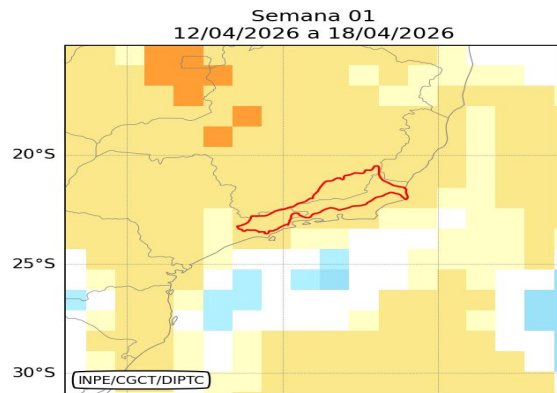 Semana 01
12/04/2026 a 18/04/2026
20°S
25°S
30°S
INPE/CGCT/DIPTC